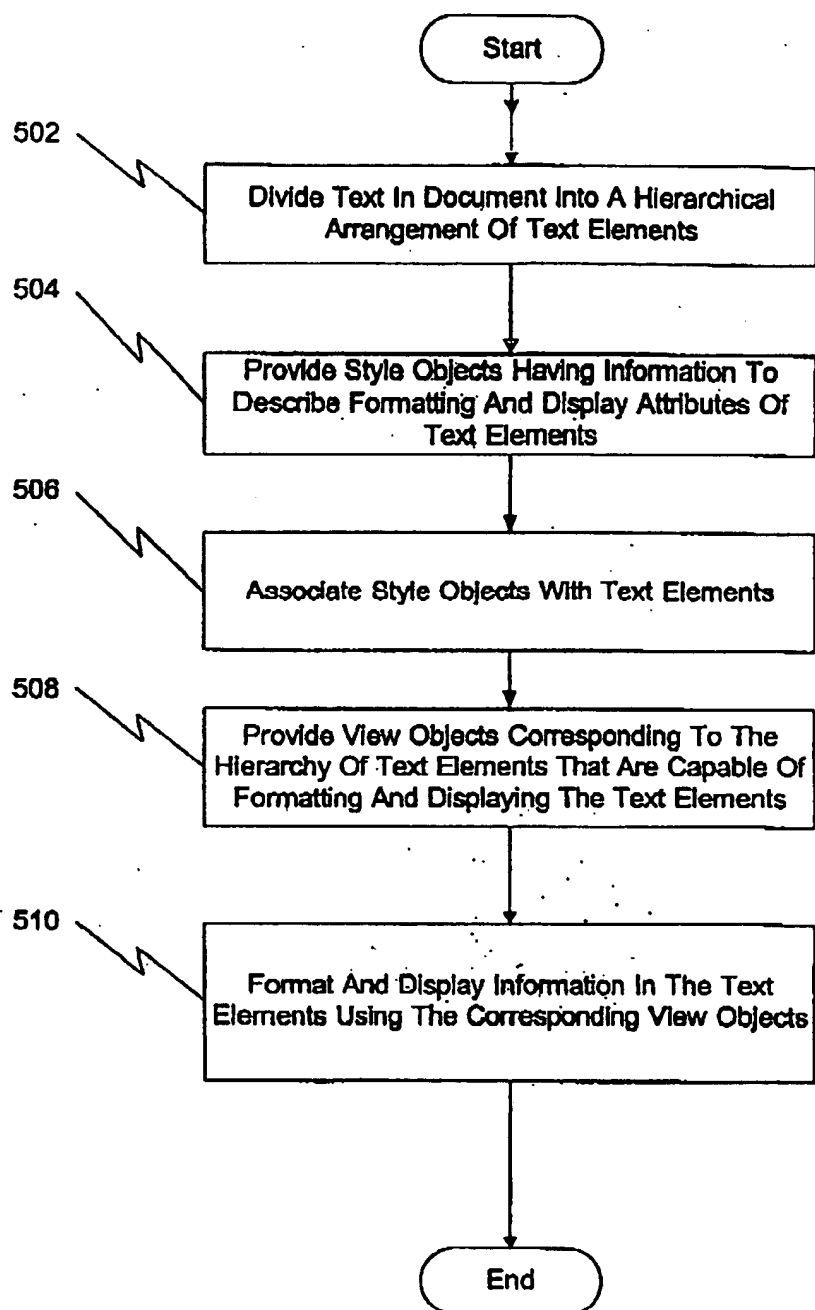 Start
502
Divide Text In Document Into A Hierarchical
Arrangement Of Text Elements
504
Provide Style Objects Having Information To
Describe Formatting And Display Attributes Of
Text Elements
506
Associate Style Objects With Text Elements
508
Provide View Objects Corresponding To The
Hierarchy Of Text Elements That Are Capable Of
Formatting And Displaying The Text Elements
510
Format And Display Information In The Text
Elements Using The Corresponding View Objects
End